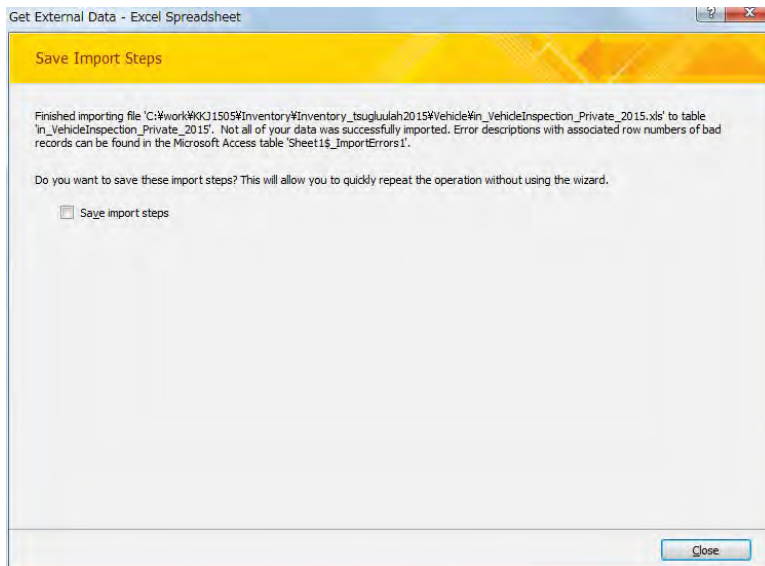 Get External Data - Excel Spreadsheet
Save Import Steps
Finished importing file 'C:¥work¥KKJ1505¥Inventory¥Inventory_tsugluulah2015¥Vehicle¥in_VehicleInspection_Private_2015.xls' to table
'in_VehicleInspection_Private_2015'. Not all of your data was successfully imported. Error descriptions with associated row numbers of bad
records can be found in the Microsoft Access table 'Sheet1$_ImportErrors1'.
Do you want to save these import steps? This will allow you to quickly repeat the operation without using the wizard.
Save import steps
Close